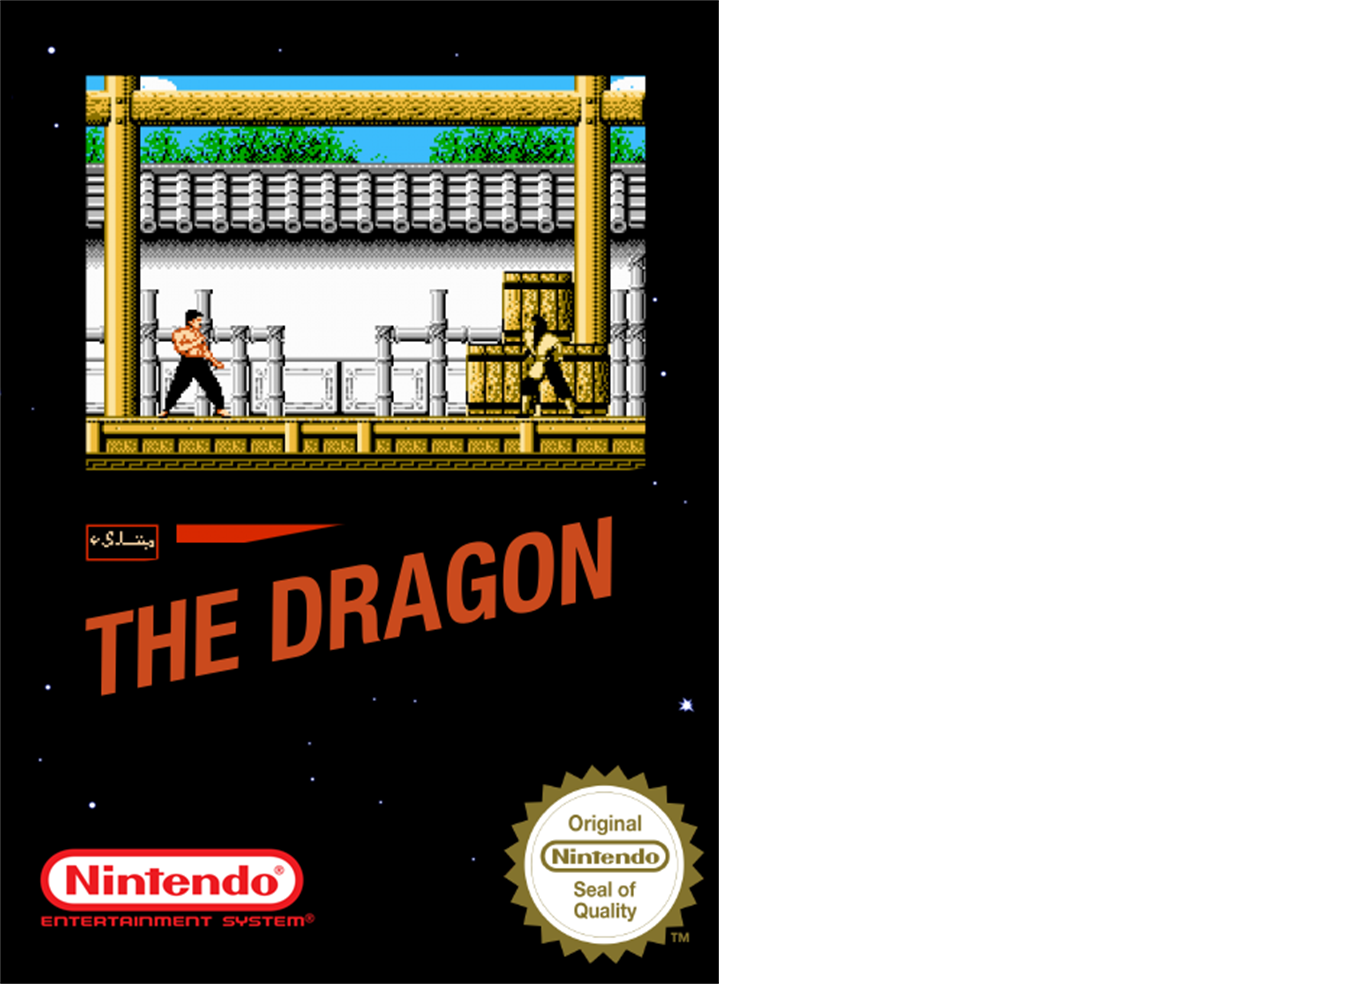 THE DRAGON
Nintendo®
ENTERTAINMENT SYSTEM®
Original
Nintendo
Seal of
Quality
TM